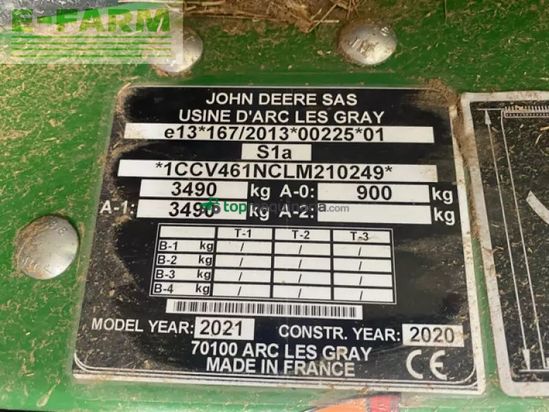 E-FARM
JOHN DEERE SAS
USINE D'ARC LES GRAY
e13*167/2013*00225*01
S1a
*1CCV461NCLM210249*
3490 kg A-0: 900 kg
A-1: 3490 kg A-2: kg
T-1 T-2 T-3
B-1 kg / / /
B-2 kg / / /
B-3 kg / / /
B-4 kg / / /
MODEL YEAR: 2021 CONSTR. YEAR: 2020
70100 ARC LES GRAY
MADE IN FRANCE CE